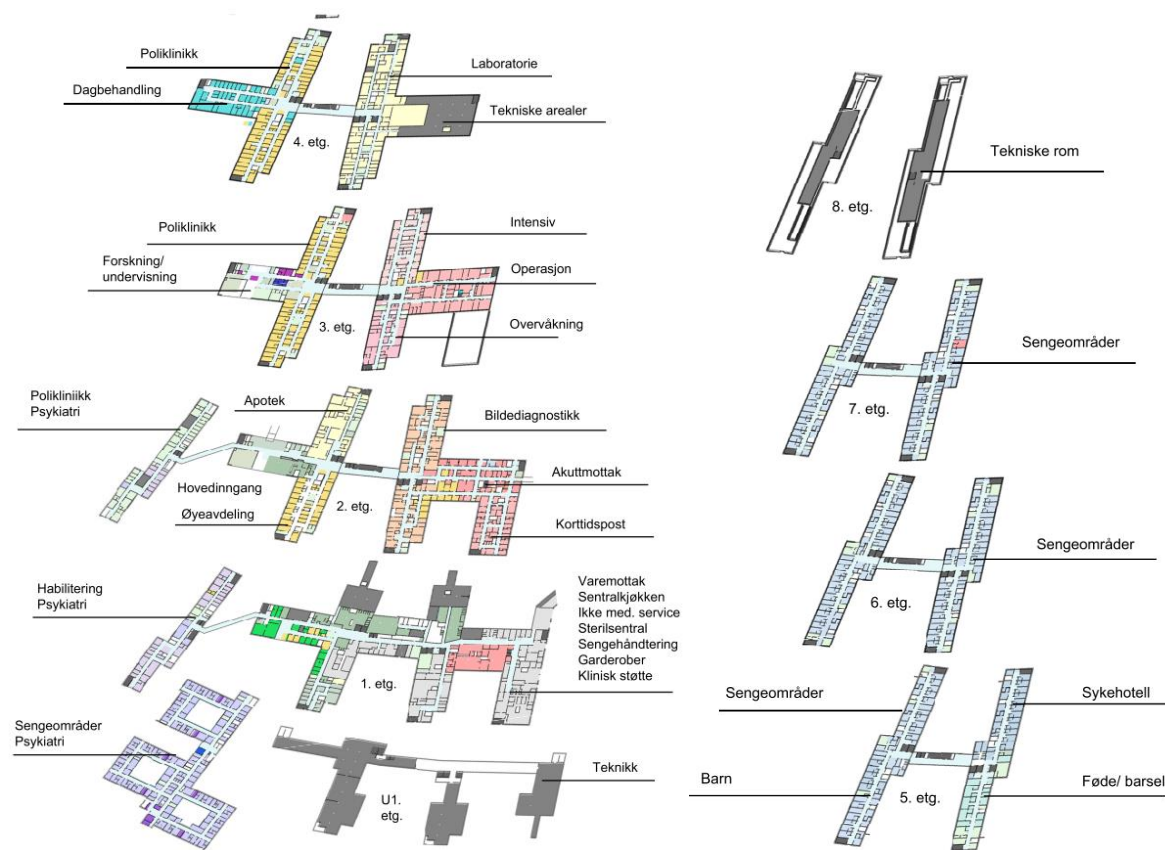 Poliklinikk
Dagbehandling
Laboratorie
Tekniske arealer
4. etg.
Poliklinikk
Forskning/
undervisning
Intensiv
Operasjon
Overvåkning
3. etg.
Polikliniikk
Psykiatri
Apotek
Bildediagnostikk
Akuttmottak
Hovedinngang
Øyeavdeling
2. etg.
Korttidspost
Habilitering
Psykiatri
Varemottak
Sentralkjøkken
Ikke med. service
Sterilsentral
Sengehåndtering
Garderober
Klinisk støtte
1. etg.
Sengeområder
Psykiatri
Teknikk
U1.
etg.
Tekniske rom
8. etg.
Sengeområder
7. etg.
Sengeområder
6. etg.
Sengeområder
Sykehotell
Barn
Føde/ barsel
5. etg.